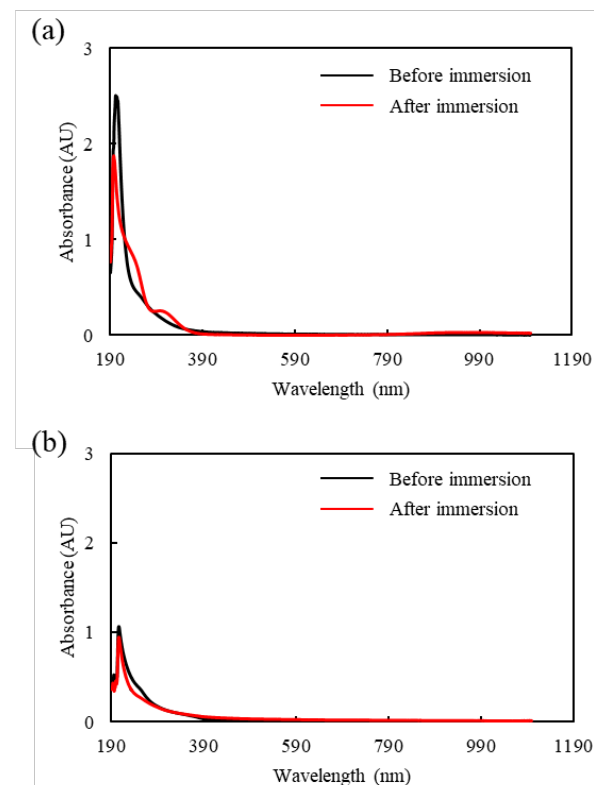 (a)
3
Before immersion
After immersion
2
Absorbance (AU)
1
0
190 390 590 790 990 1190
Wavelength (nm)
(b)
3
Before immersion
After immersion
2
Absorbance (AU)
1
0
190 390 590 790 990 1190
Wavelength (nm)